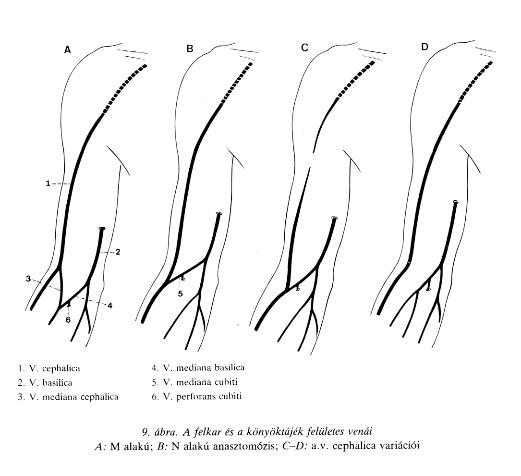 A B C D
1
2
3
4
5
6
1. V. cephalica
2. V. basilica
3. V. mediana cephalica
4. V. mediana basilica
5. V. mediana cubiti
6. V. perforans cubiti
9. ábra. A felkar és a könyöktájék felületes venái
A: M alakú; B: N alakú anasztomózis; C–D: a.v. cephalica variációi